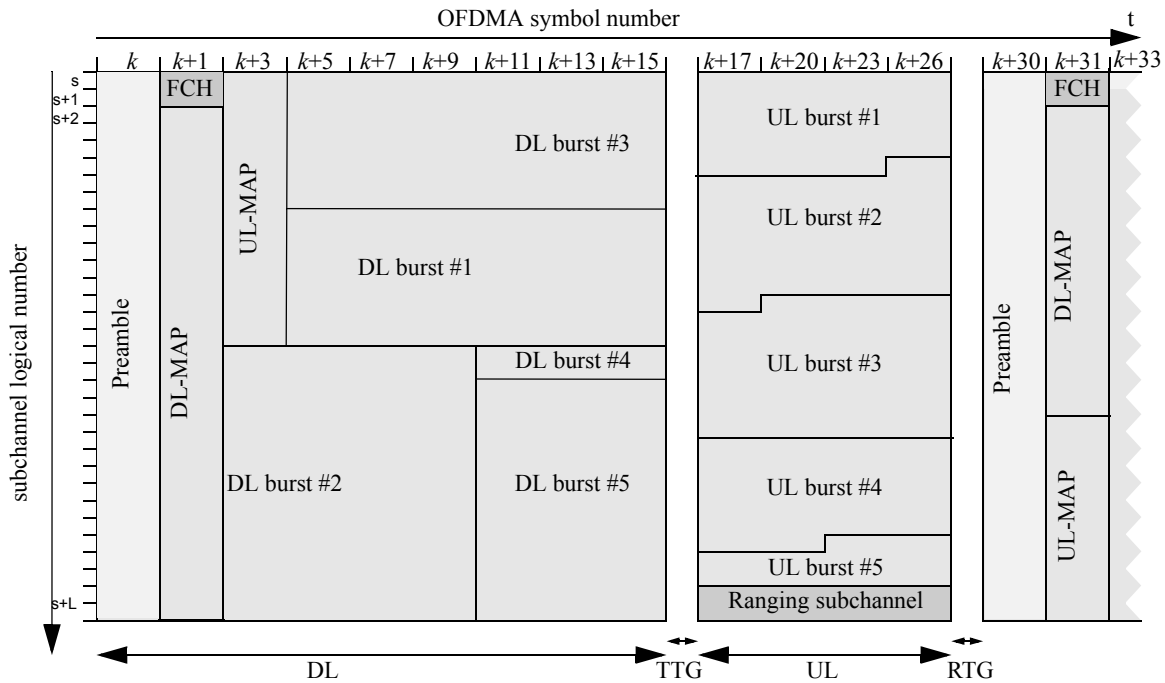 OFDMA symbol number
t
k k+1 k+3 k+5 k+7 k+9 k+11 k+13 k+15 k+17 k+20 k+23 k+26 k+30 k+31 k+33
subchannel logical number
s
s+1
s+2
s+L
Preamble
FCH
DL-MAP
UL-MAP
DL burst #3
DL burst #1
DL burst #2
DL burst #4
DL burst #5
UL burst #1
UL burst #2
UL burst #3
UL burst #4
UL burst #5
Ranging subchannel
Preamble
FCH
DL-MAP
UL-MAP
DL TTG UL RTG